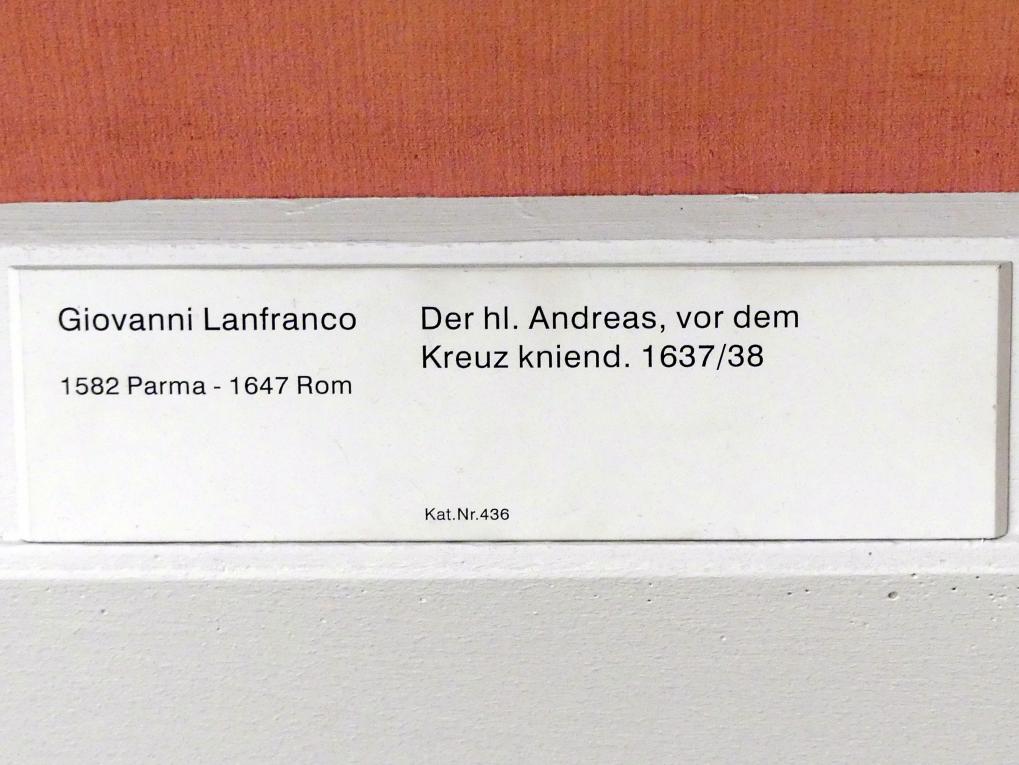 Giovanni Lanfranco
1582 Parma - 1647 Rom
Der hl. Andreas, vor dem
Kreuz kniend. 1637/38
Kat.Nr.436